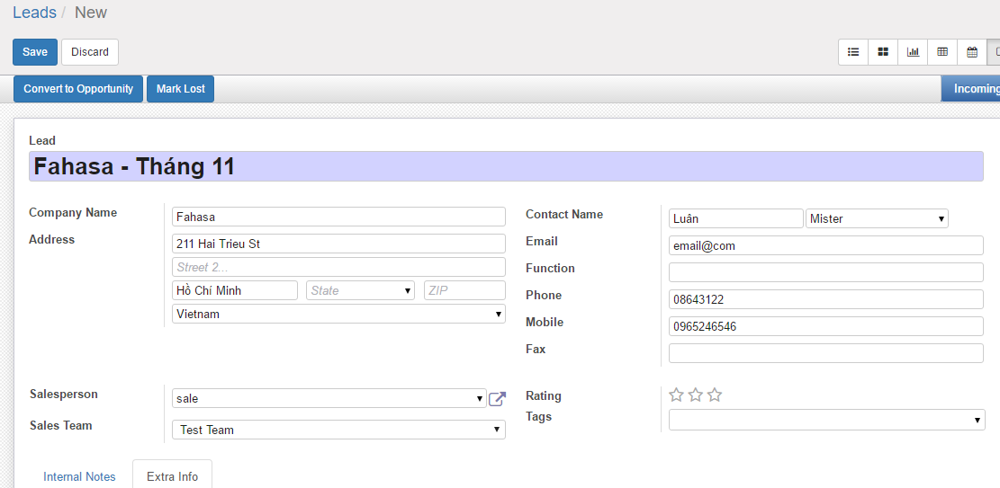 Leads / New
Save Discard
Convert to Opportunity Mark Lost Incoming
Lead
Fahasa - Tháng 11
Company Name Fahasa
Contact Name Luân Mister
Address 211 Hai Trieu St
Email email@com
Street 2...
Function
Hồ Chí Minh State ZIP
Phone 08643122
Vietnam
Mobile 0965246546
Fax
Salesperson sale
Rating
Tags
Sales Team Test Team
Internal Notes Extra Info